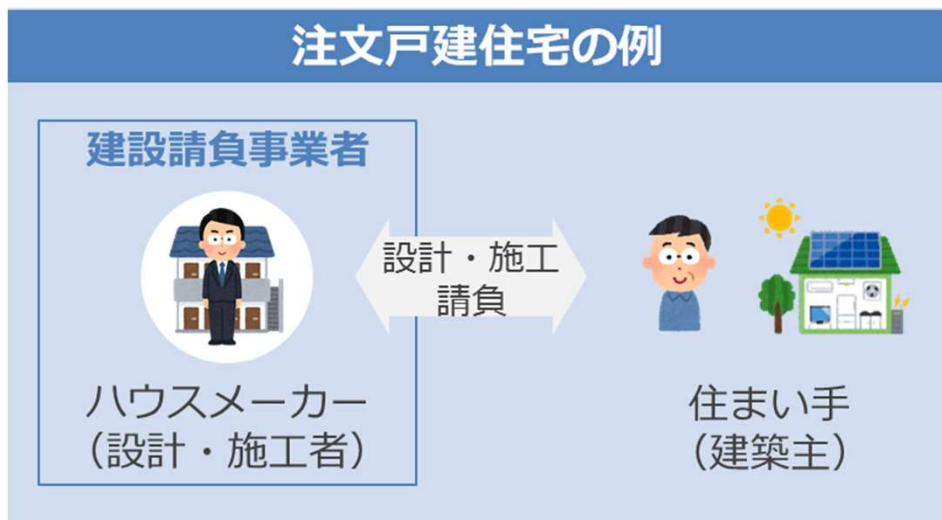 注文戸建住宅の例
建設請負事業者
設計・施工
請負
ハウスメーカー
（設計・施工者）
住まい手
（建築主）